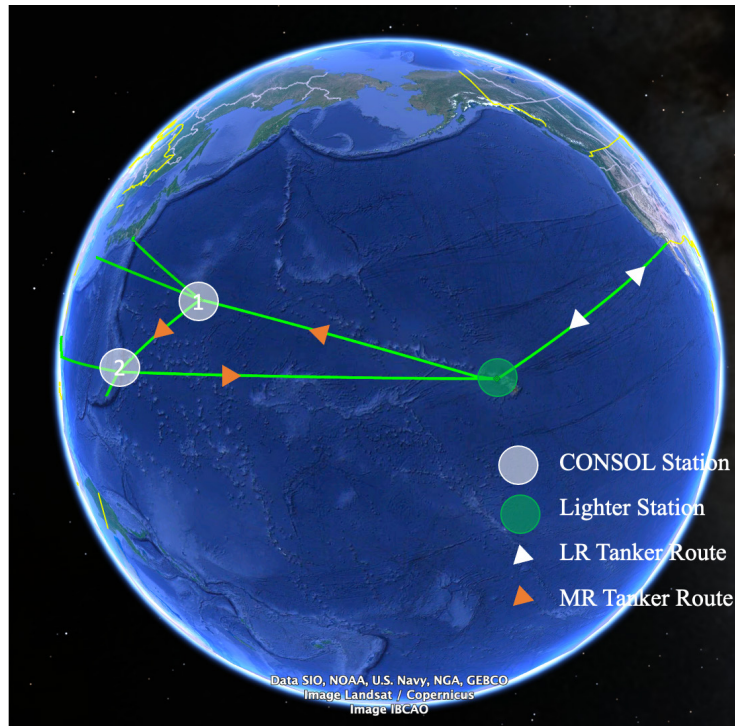 1
2
CONSOL Station
Lighter Station
LR Tanker Route
MR Tanker Route
Data SIO, NOAA, U.S. Navy, NGA, GEBCO
Image Landsat / Copernicus
Image IBCAO